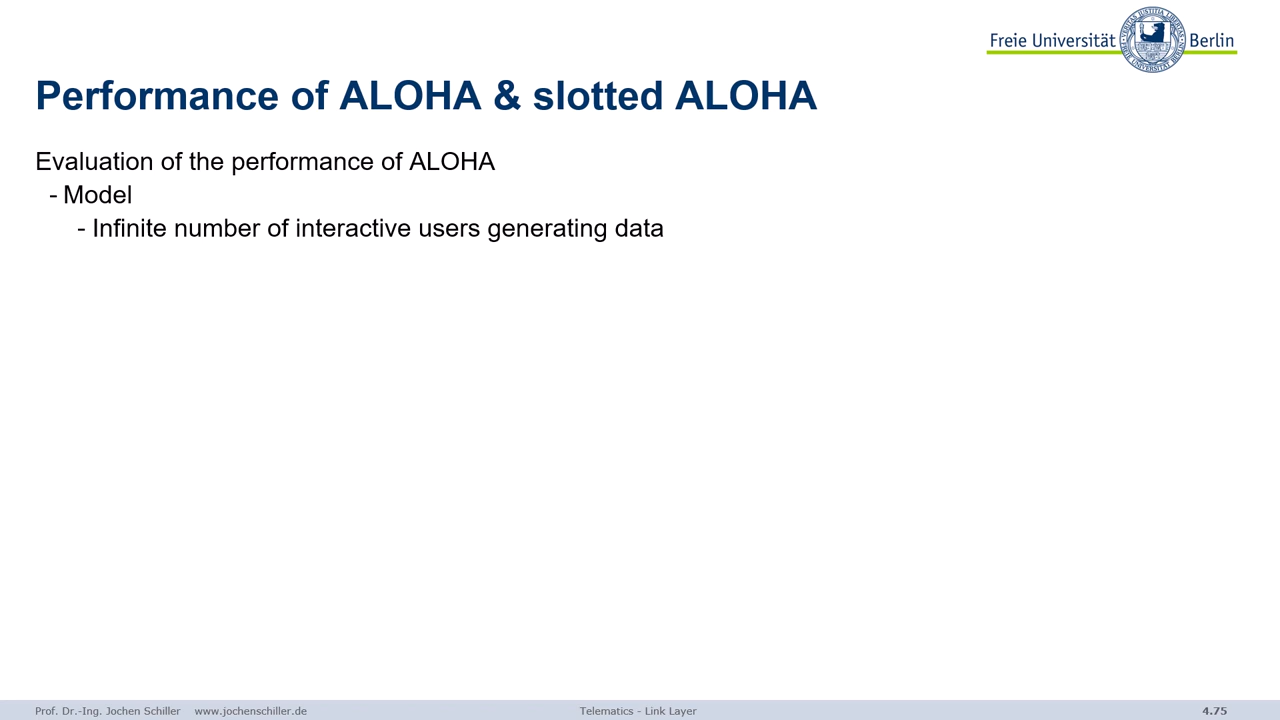 Freie Universität Berlin
Performance of ALOHA & slotted ALOHA
Evaluation of the performance of ALOHA
- Model
- Infinite number of interactive users generating data
Prof. Dr.-Ing. Jochen Schiller www.jochenschiller.de Telematics - Link Layer 4.75